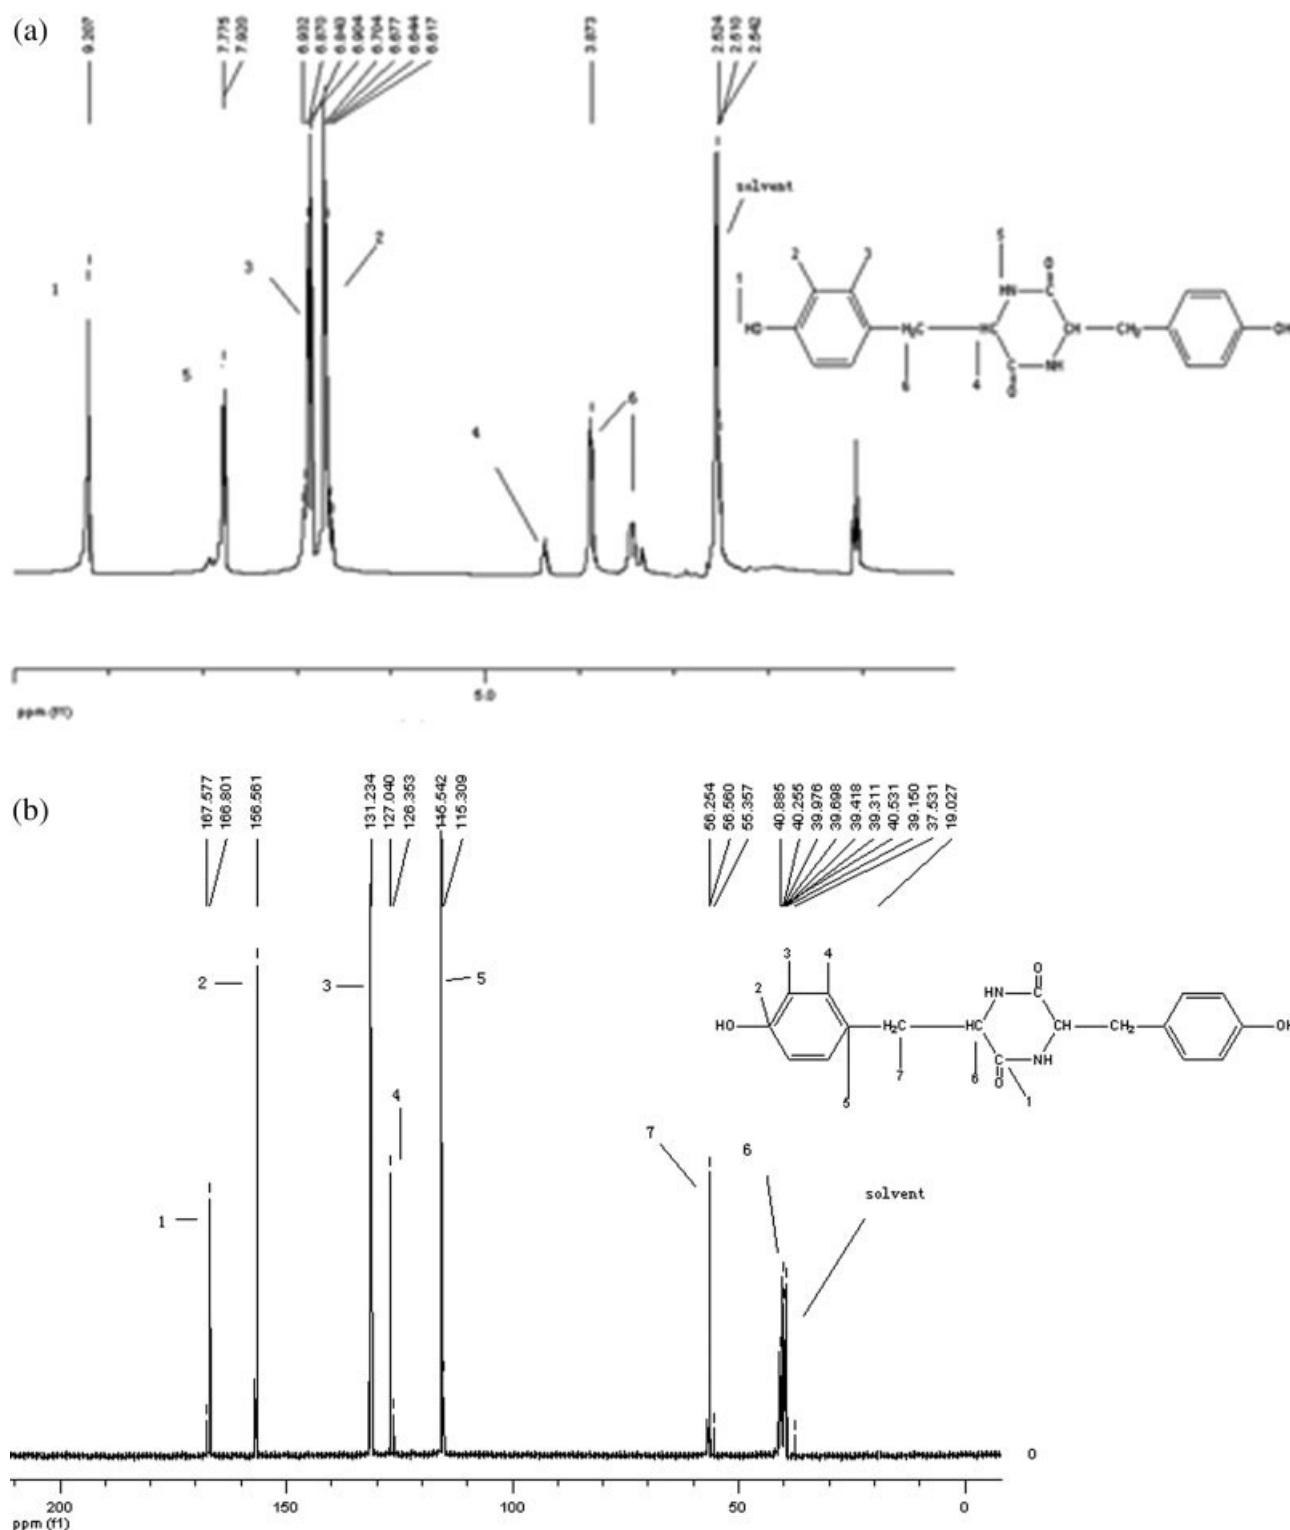 (a)
9.207
7.775
7.920
6.932
6.870
6.843
6.904
6.704
6.677
6.644
6.617
3.873
2.524
2.510
2.542
solvent
1
5
3
2
4
6
2
3
5
HN
O
C
HO
H₂C
HC
CH
CH₂
OH
C
NH
O
6
4
5.0
ppm (f1)
(b)
167.577
166.801
156.561
131.234
127.040
126.353
115.542
115.309
56.254
56.560
55.357
40.885
40.255
39.976
39.698
39.418
39.311
40.531
39.150
37.531
19.027
1
2
3
4
5
7
6
solvent
3
4
2
HN
O
C
HO
H₂C
HC
CH
CH₂
OH
C
NH
O
5
7
6
1
0
200
150
100
50
0
ppm (f1)